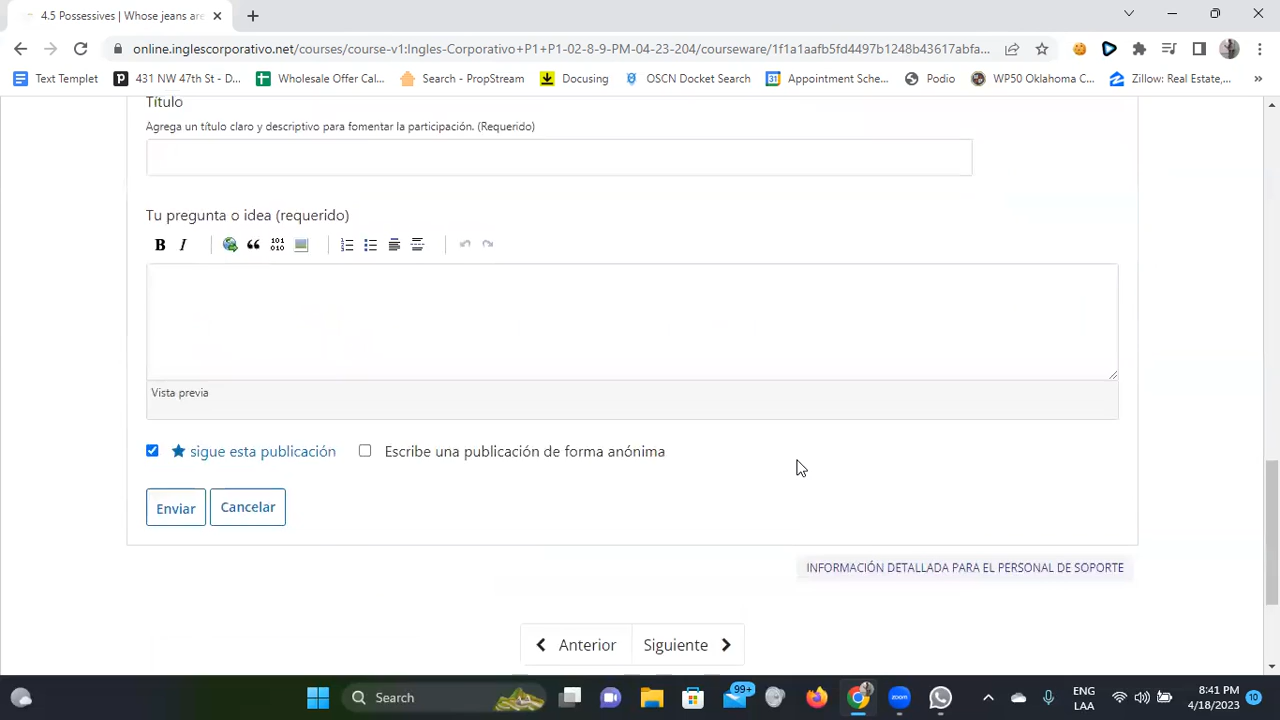 4.5 Possessives | Whose jeans are
online.inglescorporativo.net/courses/course-v1:Ingles-Corporativo+P1+P1-02-8-9-PM-04-23-204/courseware/1f1a1aafb5fd4497b1248b43617abfa...
Text Templet
431 NW 47th St - D...
Wholesale Offer Cal...
Search - PropStream
Docusing
OSCN Docket Search
Appointment Sche...
Podio
WP50 Oklahoma C...
Zillow: Real Estate,...
»
Título
Agrega un título claro y descriptivo para fomentar la participación. (Requerido)
Tu pregunta o idea (requerido)
B I 101 010
Vista previa
sigue esta publicación
Escribe una publicación de forma anónima
Enviar
Cancelar
INFORMACIÓN DETALLADA PARA EL PERSONAL DE SOPORTE
Anterior
Siguiente
Search
99+
ENG
LAA
8:41 PM
4/18/2023
10